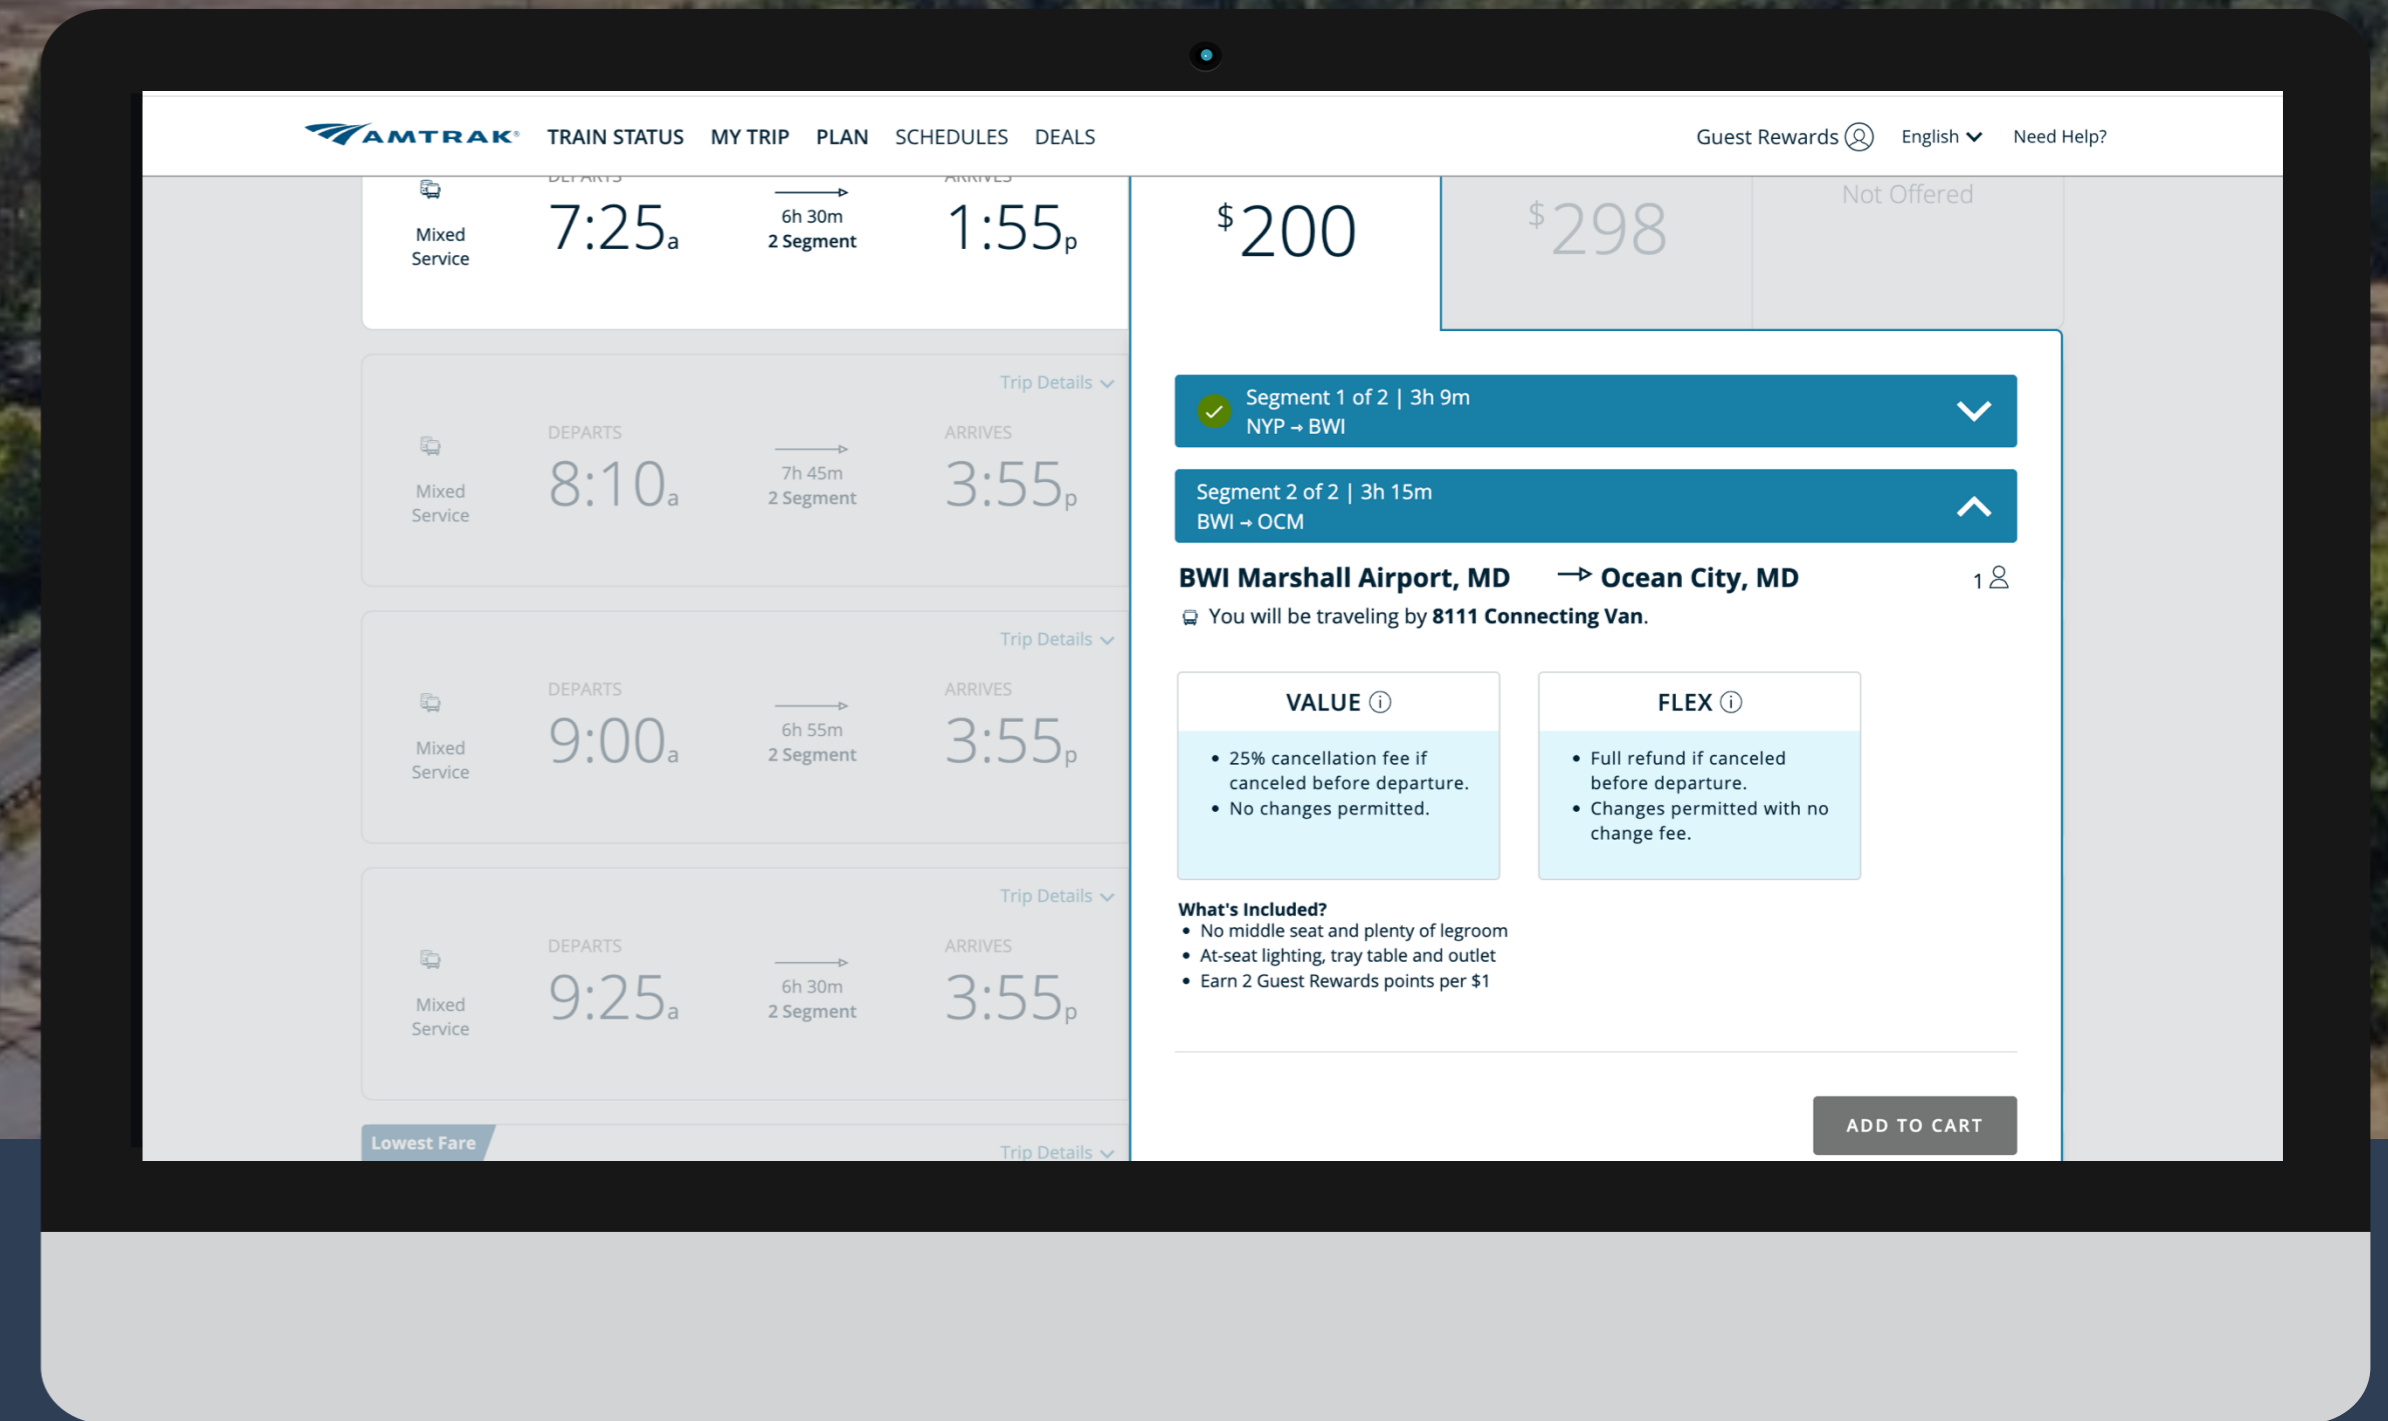 AMTRAK TRAIN STATUS MY TRIP PLAN SCHEDULES DEALS Guest Rewards English Need Help?
DEPARTS ARRIVES
Mixed
Service
7:25a
6h 30m
2 Segment
1:55p
$200
$298
Not Offered
Trip Details
Mixed
Service
DEPARTS
8:10a
7h 45m
2 Segment
ARRIVES
3:55p
Trip Details
Mixed
Service
DEPARTS
9:00a
6h 55m
2 Segment
ARRIVES
3:55p
Trip Details
Mixed
Service
DEPARTS
9:25a
6h 30m
2 Segment
ARRIVES
3:55p
Lowest Fare
Trip Details
Segment 1 of 2 | 3h 9m
NYP → BWI
Segment 2 of 2 | 3h 15m
BWI → OCM
BWI Marshall Airport, MD → Ocean City, MD 1
You will be traveling by 8111 Connecting Van.
VALUE
• 25% cancellation fee if
canceled before departure.
• No changes permitted.
FLEX
• Full refund if canceled
before departure.
• Changes permitted with no
change fee.
What's Included?
• No middle seat and plenty of legroom
• At-seat lighting, tray table and outlet
• Earn 2 Guest Rewards points per $1
ADD TO CART